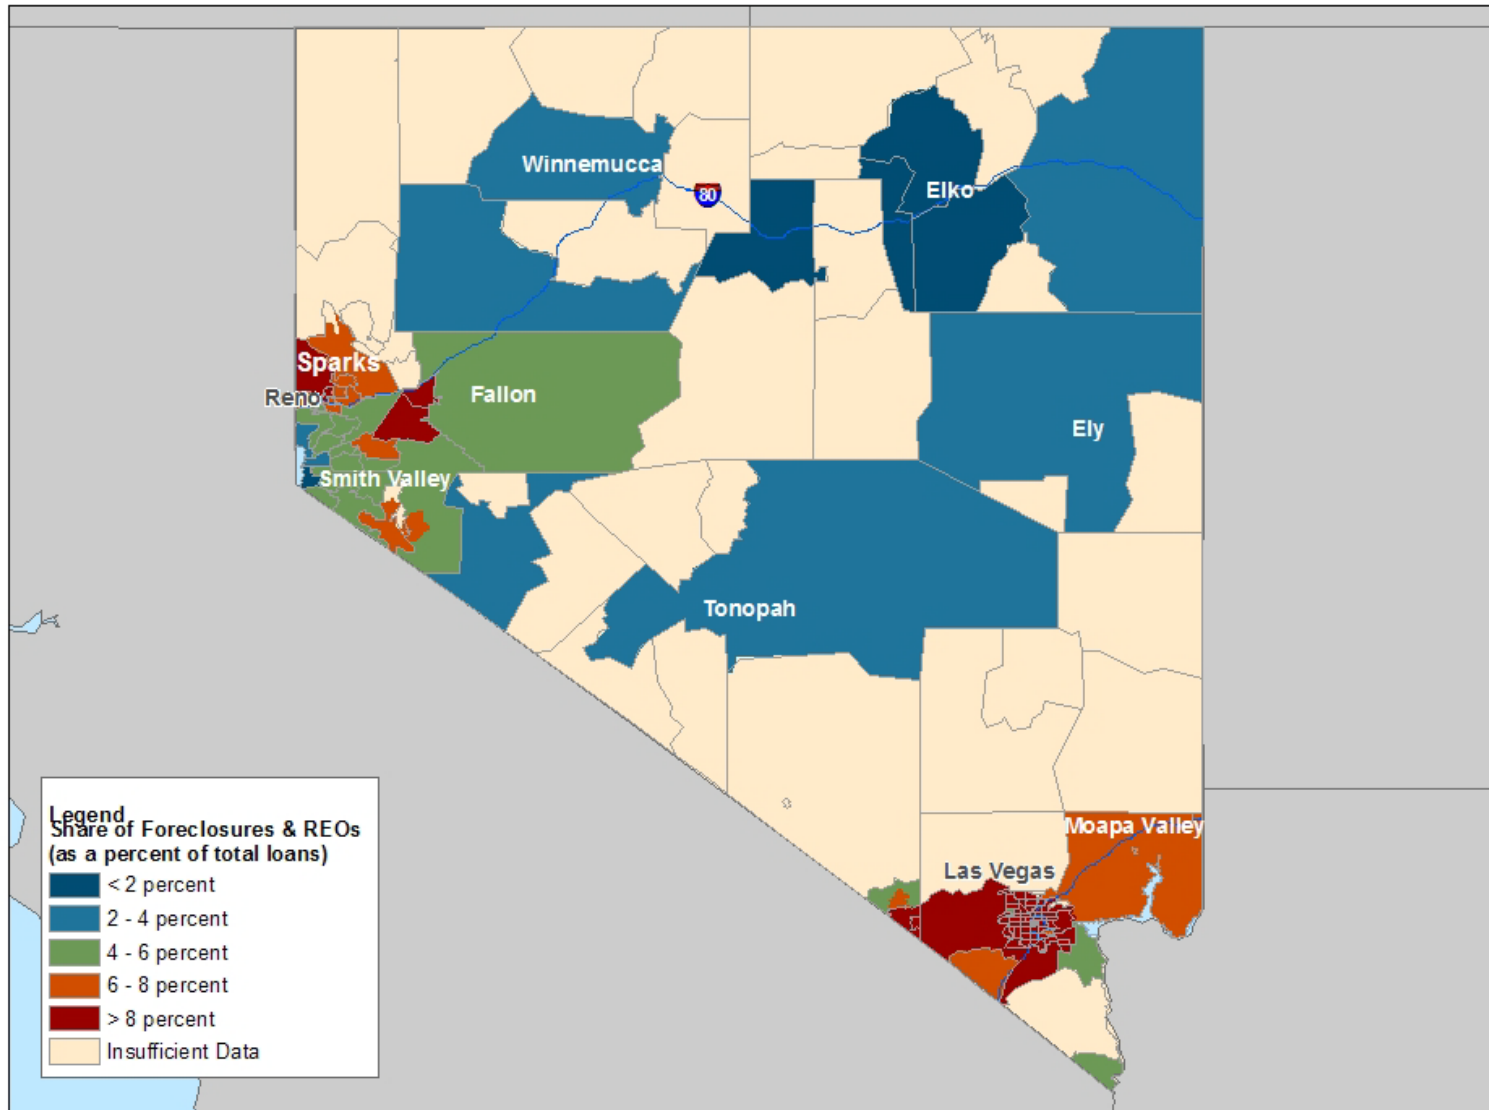 Winnemucca
80
Elko
Sparks
Reno
Fallon
Ely
Smith Valley
Tonopah
Moapa Valley
Las Vegas
Legend
Share of Foreclosures & REOs
(as a percent of total loans)
< 2 percent
2 - 4 percent
4 - 6 percent
6 - 8 percent
> 8 percent
Insufficient Data